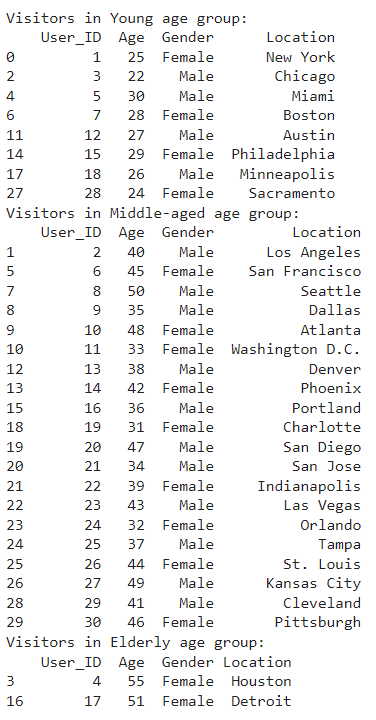 Visitors in Young age group:
User_ID Age Gender Location
0 1 25 Female New York
2 3 22 Male Chicago
4 5 30 Male Miami
6 7 28 Female Boston
11 12 27 Male Austin
14 15 29 Female Philadelphia
17 18 26 Male Minneapolis
27 28 24 Female Sacramento
Visitors in Middle-aged age group:
User_ID Age Gender Location
1 2 40 Male Los Angeles
5 6 45 Female San Francisco
7 8 50 Male Seattle
8 9 35 Male Dallas
9 10 48 Female Atlanta
10 11 33 Female Washington D.C.
12 13 38 Male Denver
13 14 42 Female Phoenix
15 16 36 Male Portland
18 19 31 Female Charlotte
19 20 47 Male San Diego
20 21 34 Male San Jose
21 22 39 Female Indianapolis
22 23 43 Male Las Vegas
23 24 32 Female Orlando
24 25 37 Male Tampa
25 26 44 Female St. Louis
26 27 49 Male Kansas City
28 29 41 Male Cleveland
29 30 46 Female Pittsburgh
Visitors in Elderly age group:
User_ID Age Gender Location
3 4 55 Female Houston
16 17 51 Female Detroit